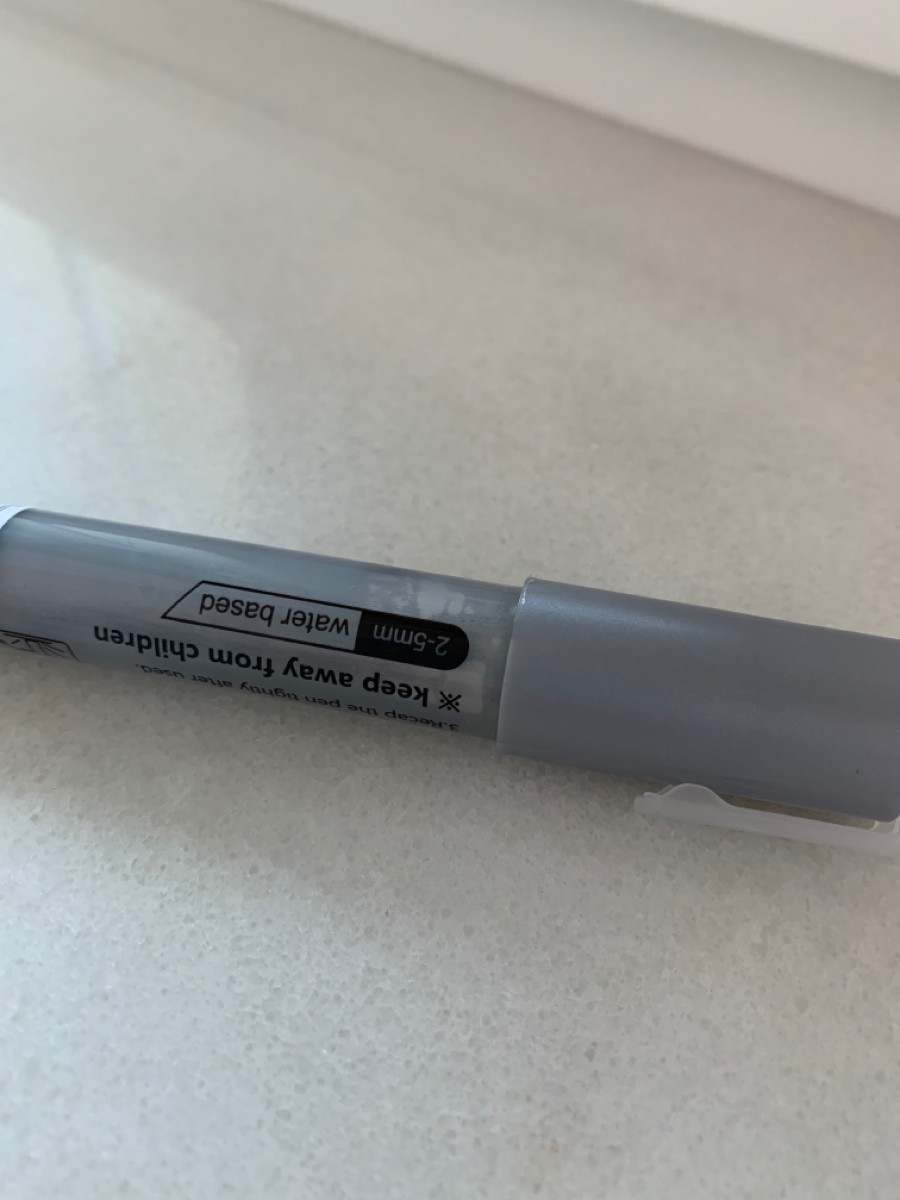 3.Recap the pen tightly after used.
※ keep away from children
2-5mm water based